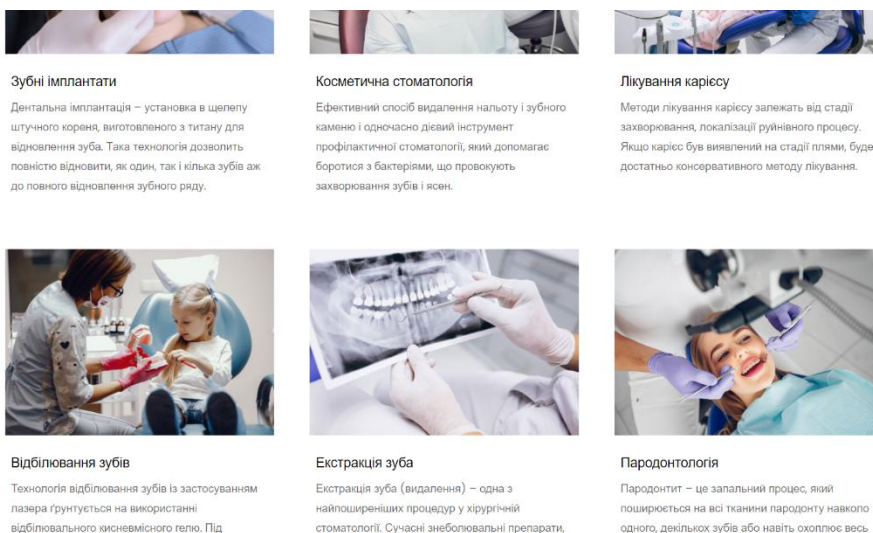 Зубні імплантати
Дентальна імплантація – установка в щелепу
штучного кореня, виготовленого з титану для
відновлення зуба. Така технологія дозволить
повністю відновити, як один, так і кілька зубів аж
до повного відновлення зубного ряду.
Косметична стоматологія
Ефективний спосіб видалення нальоту і зубного
каменю і одночасно дієвий інструмент
профілактичної стоматології, який допомагає
боротися з бактеріями, що провокують
захворювання зубів і ясен.
Лікування карієсу
Методи лікування карієсу залежать від стадії
захворювання, локалізації руйнівного процесу.
Якщо карієс був виявлений на стадії плями, буде
достатньо консервативного методу лікування.
Відбілювання зубів
Технологія відбілювання зубів із застосуванням
лазера ґрунтується на використанні
відбілювального кисневмісного гелю. Під
Екстракція зуба
Екстракція зуба (видалення) – одна з
найпоширеніших процедур у хірургічній
стоматології. Сучасні знеболювальні препарати,
Пародонтологія
Пародонтит – це запальний процес, який
поширюється на всі тканини пародонту навколо
одного, декількох зубів або навіть охоплює весь